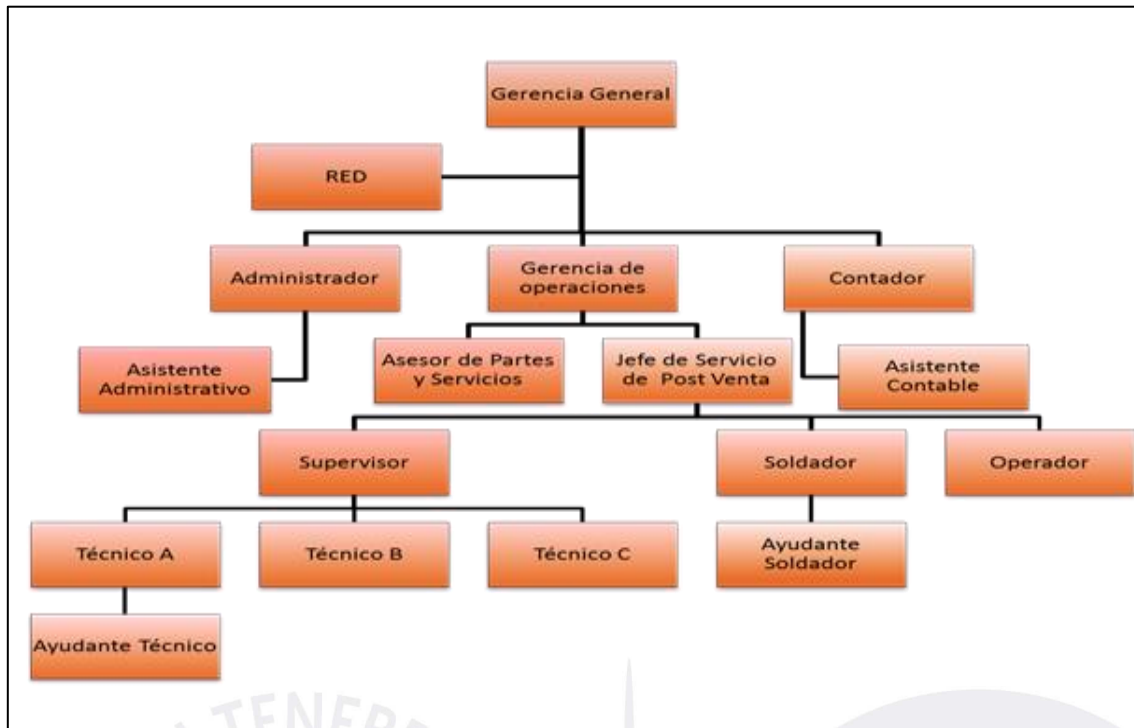 Gerencia General
RED
Administrador
Gerencia de
operaciones
Contador
Asistente
Administrativo
Asesor de Partes
y Servicios
Jefe de Servicio
de Post Venta
Asistente
Contable
Supervisor
Soldador
Operador
Técnico A
Técnico B
Técnico C
Ayudante
Soldador
Ayudante Técnico